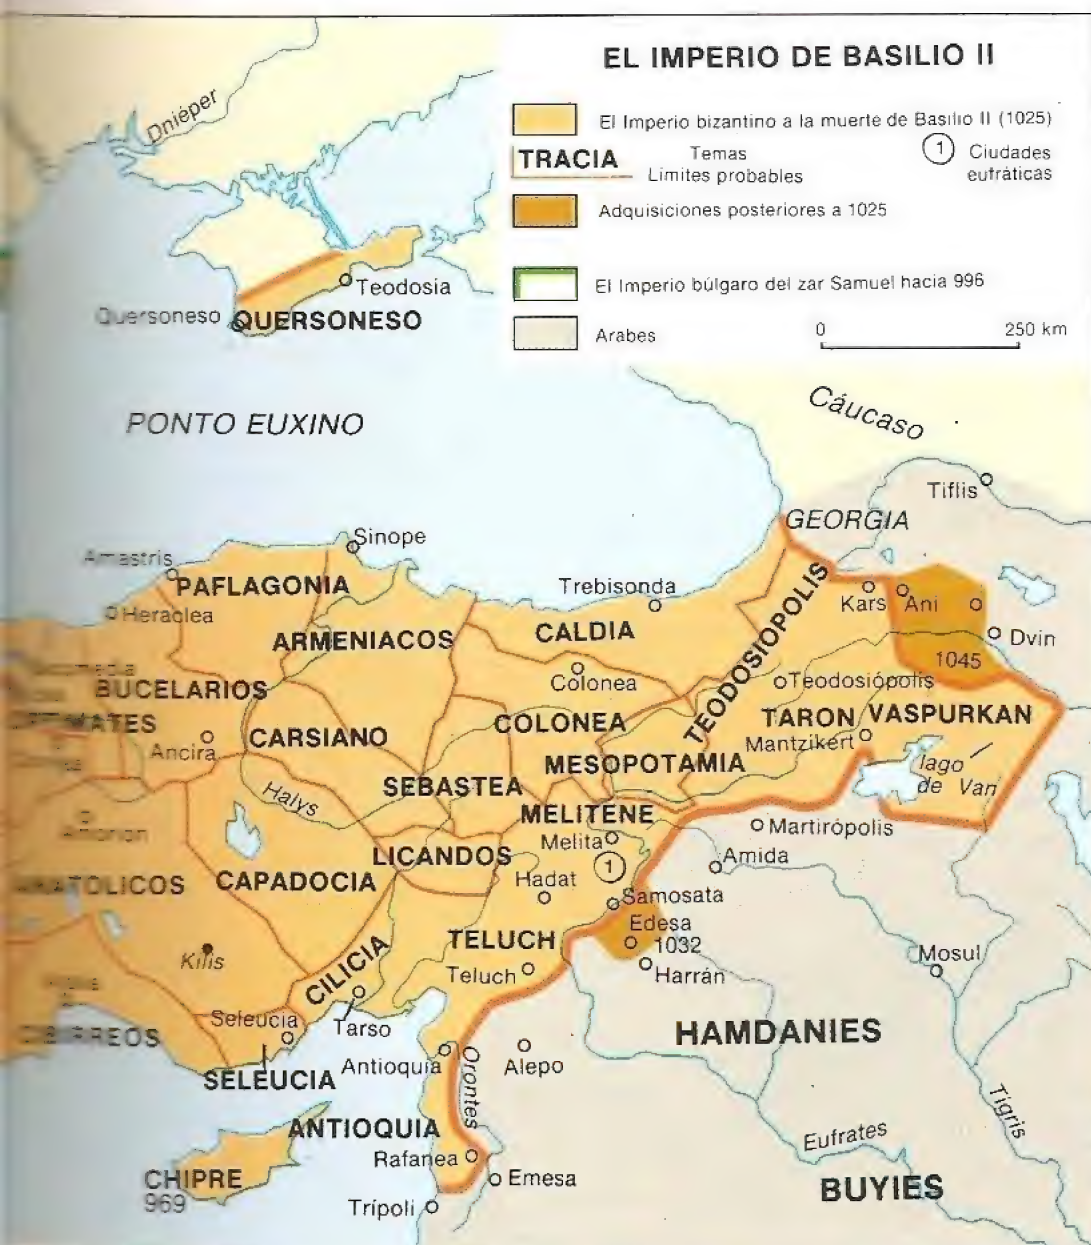 EL IMPERIO DE BASILIO II
El Imperio bizantino a la muerte de Basilio II (1025)
TRACIA
Temas
Limites probables
1
Ciudades
eufráticas
Adquisiciones posteriores a 1025
El Imperio búlgaro del zar Samuel hacia 996
Arabes
0
250 km
Dniéper
Teodosia
Quersoneso
QUERSONESO
PONTO EUXINO
Cáucaso
Tiflis
GEORGIA
Sinope
Amastris
PAFLAGONIA
Trebisonda
Kars
Ani
Heraclea
ARMENIACOS
CALDIA
TEODOSIOPOLIS
Dvin
1045
Colonea
Teodosiópolis
BUCELARIOS
COLONEA
TARON
VASPURKAN
Ancira
CARSIANO
Mantzikert
MESOPOTAMIA
lago
de Van
SEBASTEA
Halys
MELITENE
Martirópolis
Melita
LICANDOS
1
Amida
CAPADOCIA
Hadat
Samosata
Edesa
1032
TELUCH
Kilis
CILICIA
Teluch
Harrán
Mosul
Seleucia
Tarso
HAMDANIES
Antioquía
Orontes
Alepo
SELEUCIA
Tigris
ANTIOQUIA
Eufrates
Rafanea
CHIPRE
969
Emesa
BUYIES
Trípoli